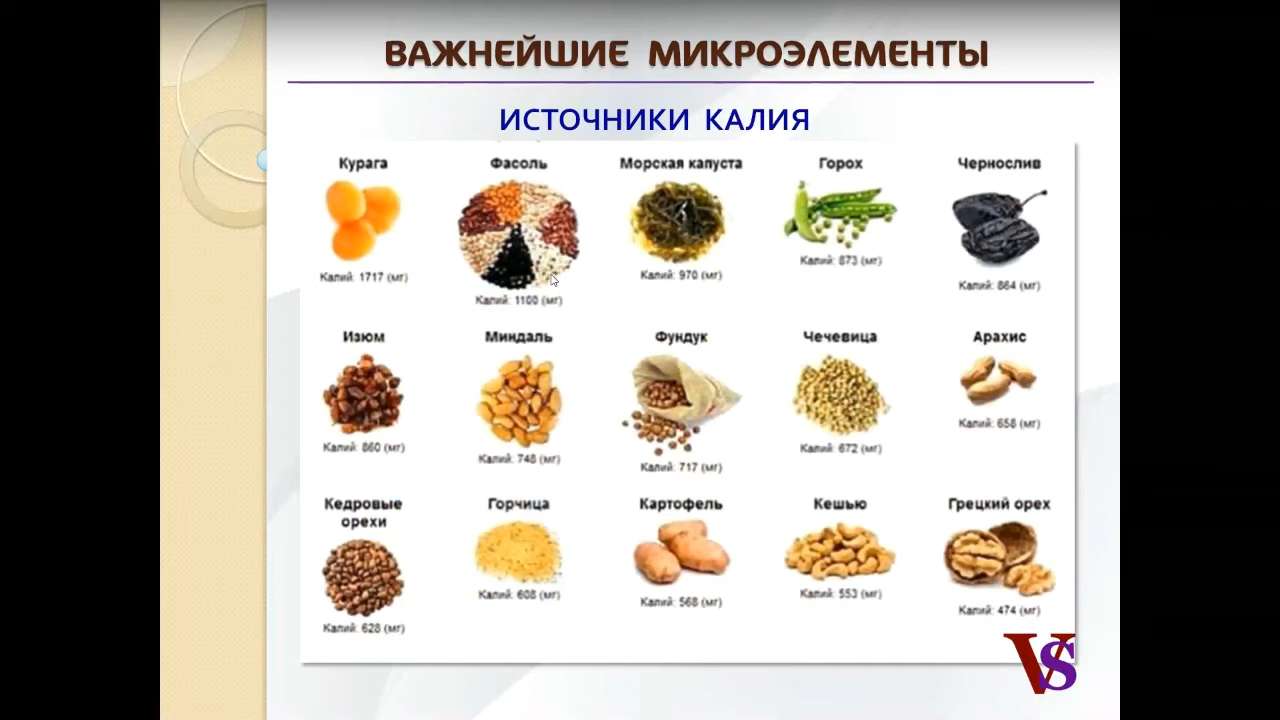 ВАЖНЕЙШИЕ МИКРОЭЛЕМЕНТЫ
ИСТОЧНИКИ КАЛИЯ
Курага
Фасоль
Морская капуста
Горох
Чернослив
Калий: 1717 (мг)
Калий: 1100 (мг)
Калий: 970 (мг)
Калий: 873 (мг)
Калий: 864 (мг)
Изюм
Миндаль
Фундук
Чечевица
Арахис
Калий: 860 (мг)
Калий: 748 (мг)
Калий: 717 (мг)
Калий: 672 (мг)
Калий: 658 (мг)
Кедровые
орехи
Горчица
Картофель
Кешью
Грецкий орех
Калий: 628 (мг)
Калий: 608 (мг)
Калий: 568 (мг)
Калий: 553 (мг)
Калий: 474 (мг)
VS